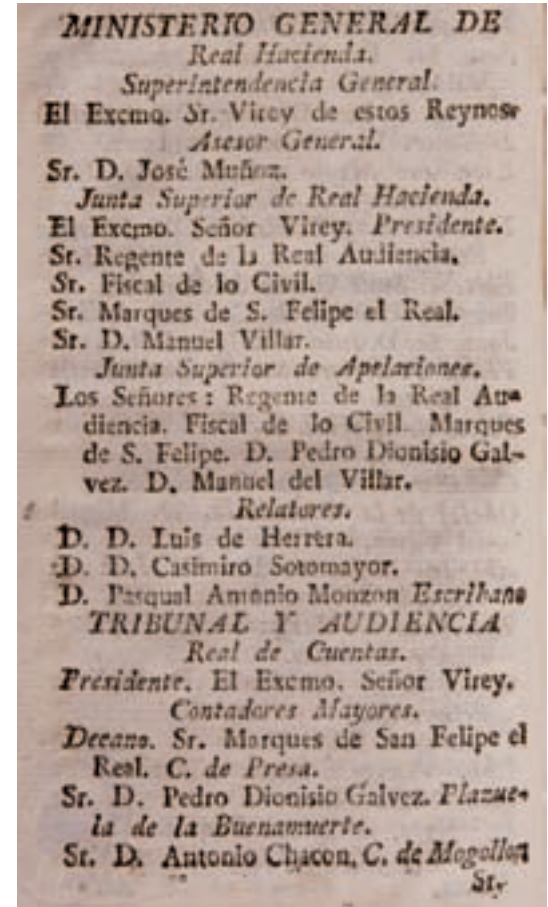 MINISTERIO GENERAL DE
Real Hacienda.
Superintendencia General.
El Excmo. Sr. Virey de estos Reynos.
Asesor General.
Sr. D. José Muñoz.
Junta Superior de Real Hacienda.
El Excmo. Señor Virey. Presidente.
Sr. Regente de la Real Audiencia.
Sr. Fiscal de lo Civil.
Sr. Marques de S. Felipe el Real.
Sr. D. Manuel Villar.
Junta Superior de Apelaciones.
Los Señores: Regente de la Real Au-
diencia. Fiscal de lo Civil. Marques
de S. Felipe. D. Pedro Dionisio Gal-
vez. D. Manuel del Villar.
Relatores.
D. D. Luis de Herrera.
D. D. Casimiro Sotomayor.
D. Pasqual Antonio Monzon Escribano
TRIBUNAL Y AUDIENCIA
Real de Cuentas.
Presidente. El Excmo. Señor Virey.
Contadores Mayores.
Decano. Sr. Marques de San Felipe el
Real. C. de Presa.
Sr. D. Pedro Dionisio Galvez. Plazue-
la de la Buenamuerte.
Sr. D. Antonio Chacon, C. de Mogollon
Sr.